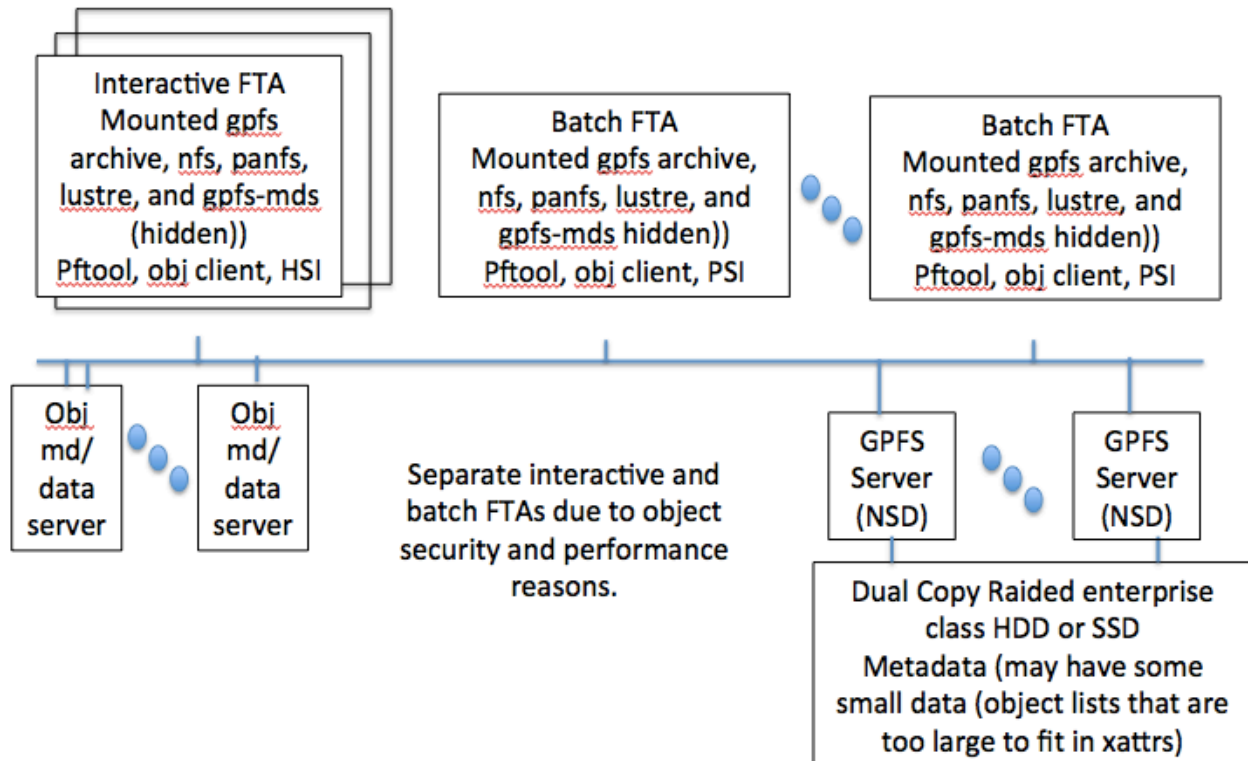 Interactive FTA
Mounted gpfs
archive, nfs, panfs,
lustre, and gpfs-mds
(hidden))
Pftool, obj client, HSI
Batch FTA
Mounted gpfs archive,
nfs, panfs, lustre, and
gpfs-mds hidden))
Pftool, obj client, PSI
Batch FTA
Mounted gpfs archive,
nfs, panfs, lustre, and
gpfs-mds hidden))
Pftool, obj client, PSI
Obj
md/
data
server
Obj
md/
data
server
Separate interactive and
batch FTAs due to object
security and performance
reasons.
GPFS
Server
(NSD)
GPFS
Server
(NSD)
Dual Copy Raided enterprise
class HDD or SSD
Metadata (may have some
small data (object lists that are
too large to fit in xattrs)